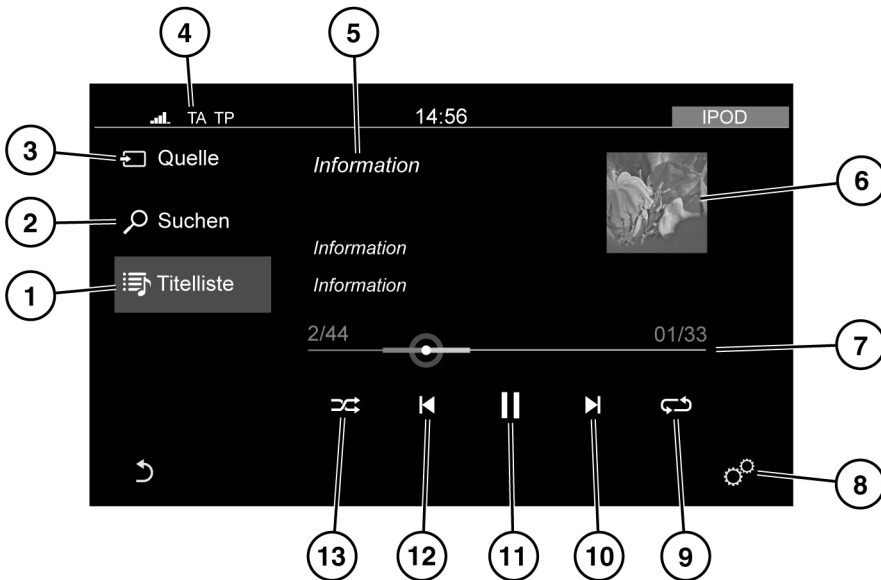 4 5
TA TP 14:56 IPOD
3 Quelle Information 6
2 Suchen Information
1 Titelliste Information
2/44 01/33 7
8
13 12 11 10 9